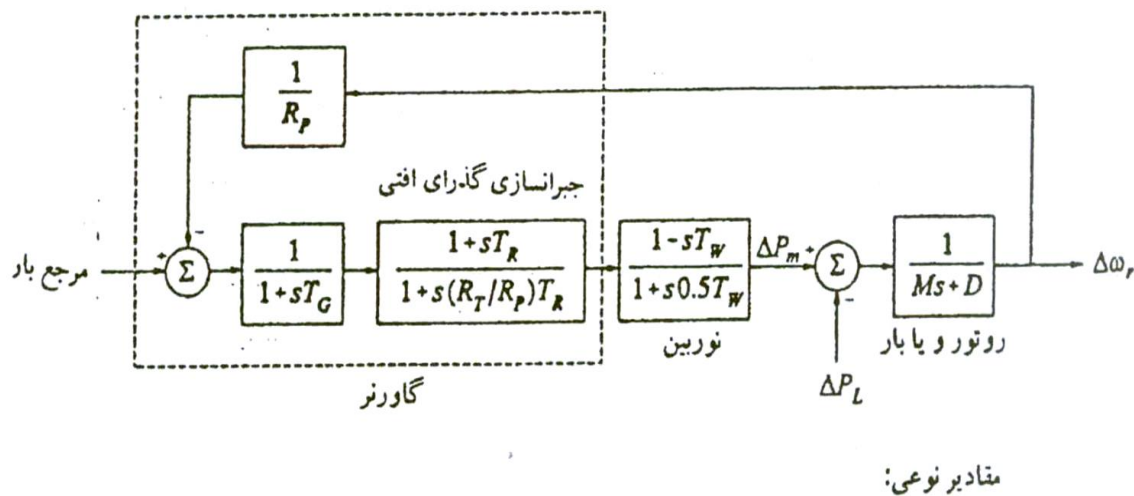 1
R_P
جبرانسازی گذرای افتی
مرجع بار
+
-
Σ
1
1+sT_G
1+sT_R
1+s(R_T/R_P)T_R
1-sT_W
1+s0.5T_W
ΔP_m
+
-
Σ
1
Ms+D
Δω_r
نوربین
روتور و یا بار
گاورنر
ΔP_L
مقادیر نوعی: